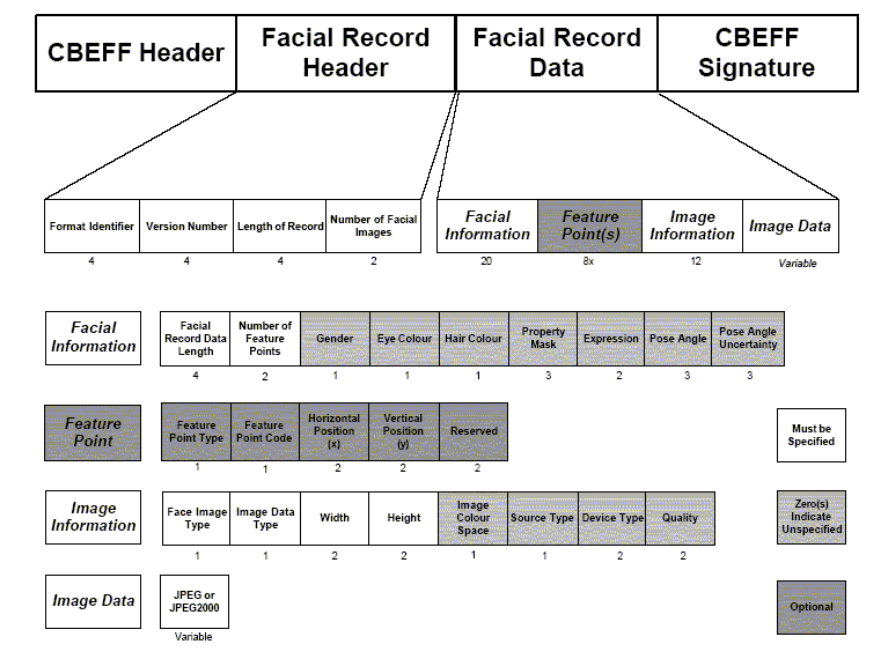 CBEFF Header
Facial Record
Header
Facial Record
Data
CBEFF
Signature
Format Identifier
Version Number
Length of Record
Number of Facial
Images
Facial
Information
Feature
Point(s)
Image
Information
Image Data
4
4
4
2
20
8x
12
Variable
Facial
Information
Facial
Record Data
Length
Number of
Feature
Points
Gender
Eye Colour
Hair Colour
Property
Mask
Expression
Pose Angle
Pose Angle
Uncertainty
4
2
1
1
1
3
2
3
3
Feature
Point
Feature
Point Type
Feature
Point Code
Horizontal
Position
(x)
Vertical
Position
(y)
Reserved
Must be
Specified
1
1
2
2
2
Image
Information
Face Image
Type
Image Data
Type
Width
Height
Image
Colour
Space
Source Type
Device Type
Quality
Zero(s)
Indicate
Unspecified
1
1
2
2
1
1
2
2
Image Data
JPEG or
JPEG2000
Optional
Variable